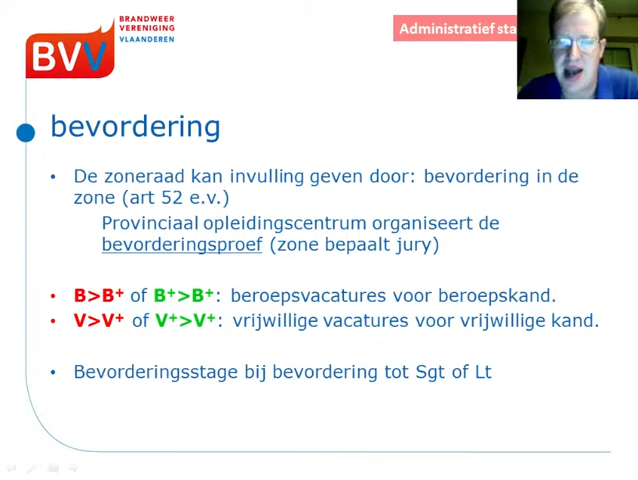 BRANDWEER
VERENIGING
VLAANDEREN
BVV
Administratief sta
bevordering
• De zoneraad kan invulling geven door: bevordering in de
zone (art 52 e.v.)
Provinciaal opleidingscentrum organiseert de
bevorderingsproef (zone bepaalt jury)
• B>B⁺ of B⁺>B⁺: beroepsvacatures voor beroepskand.
• V>V⁺ of V⁺>V⁺: vrijwillige vacatures voor vrijwillige kand.
• Bevorderingsstage bij bevordering tot Sgt of Lt